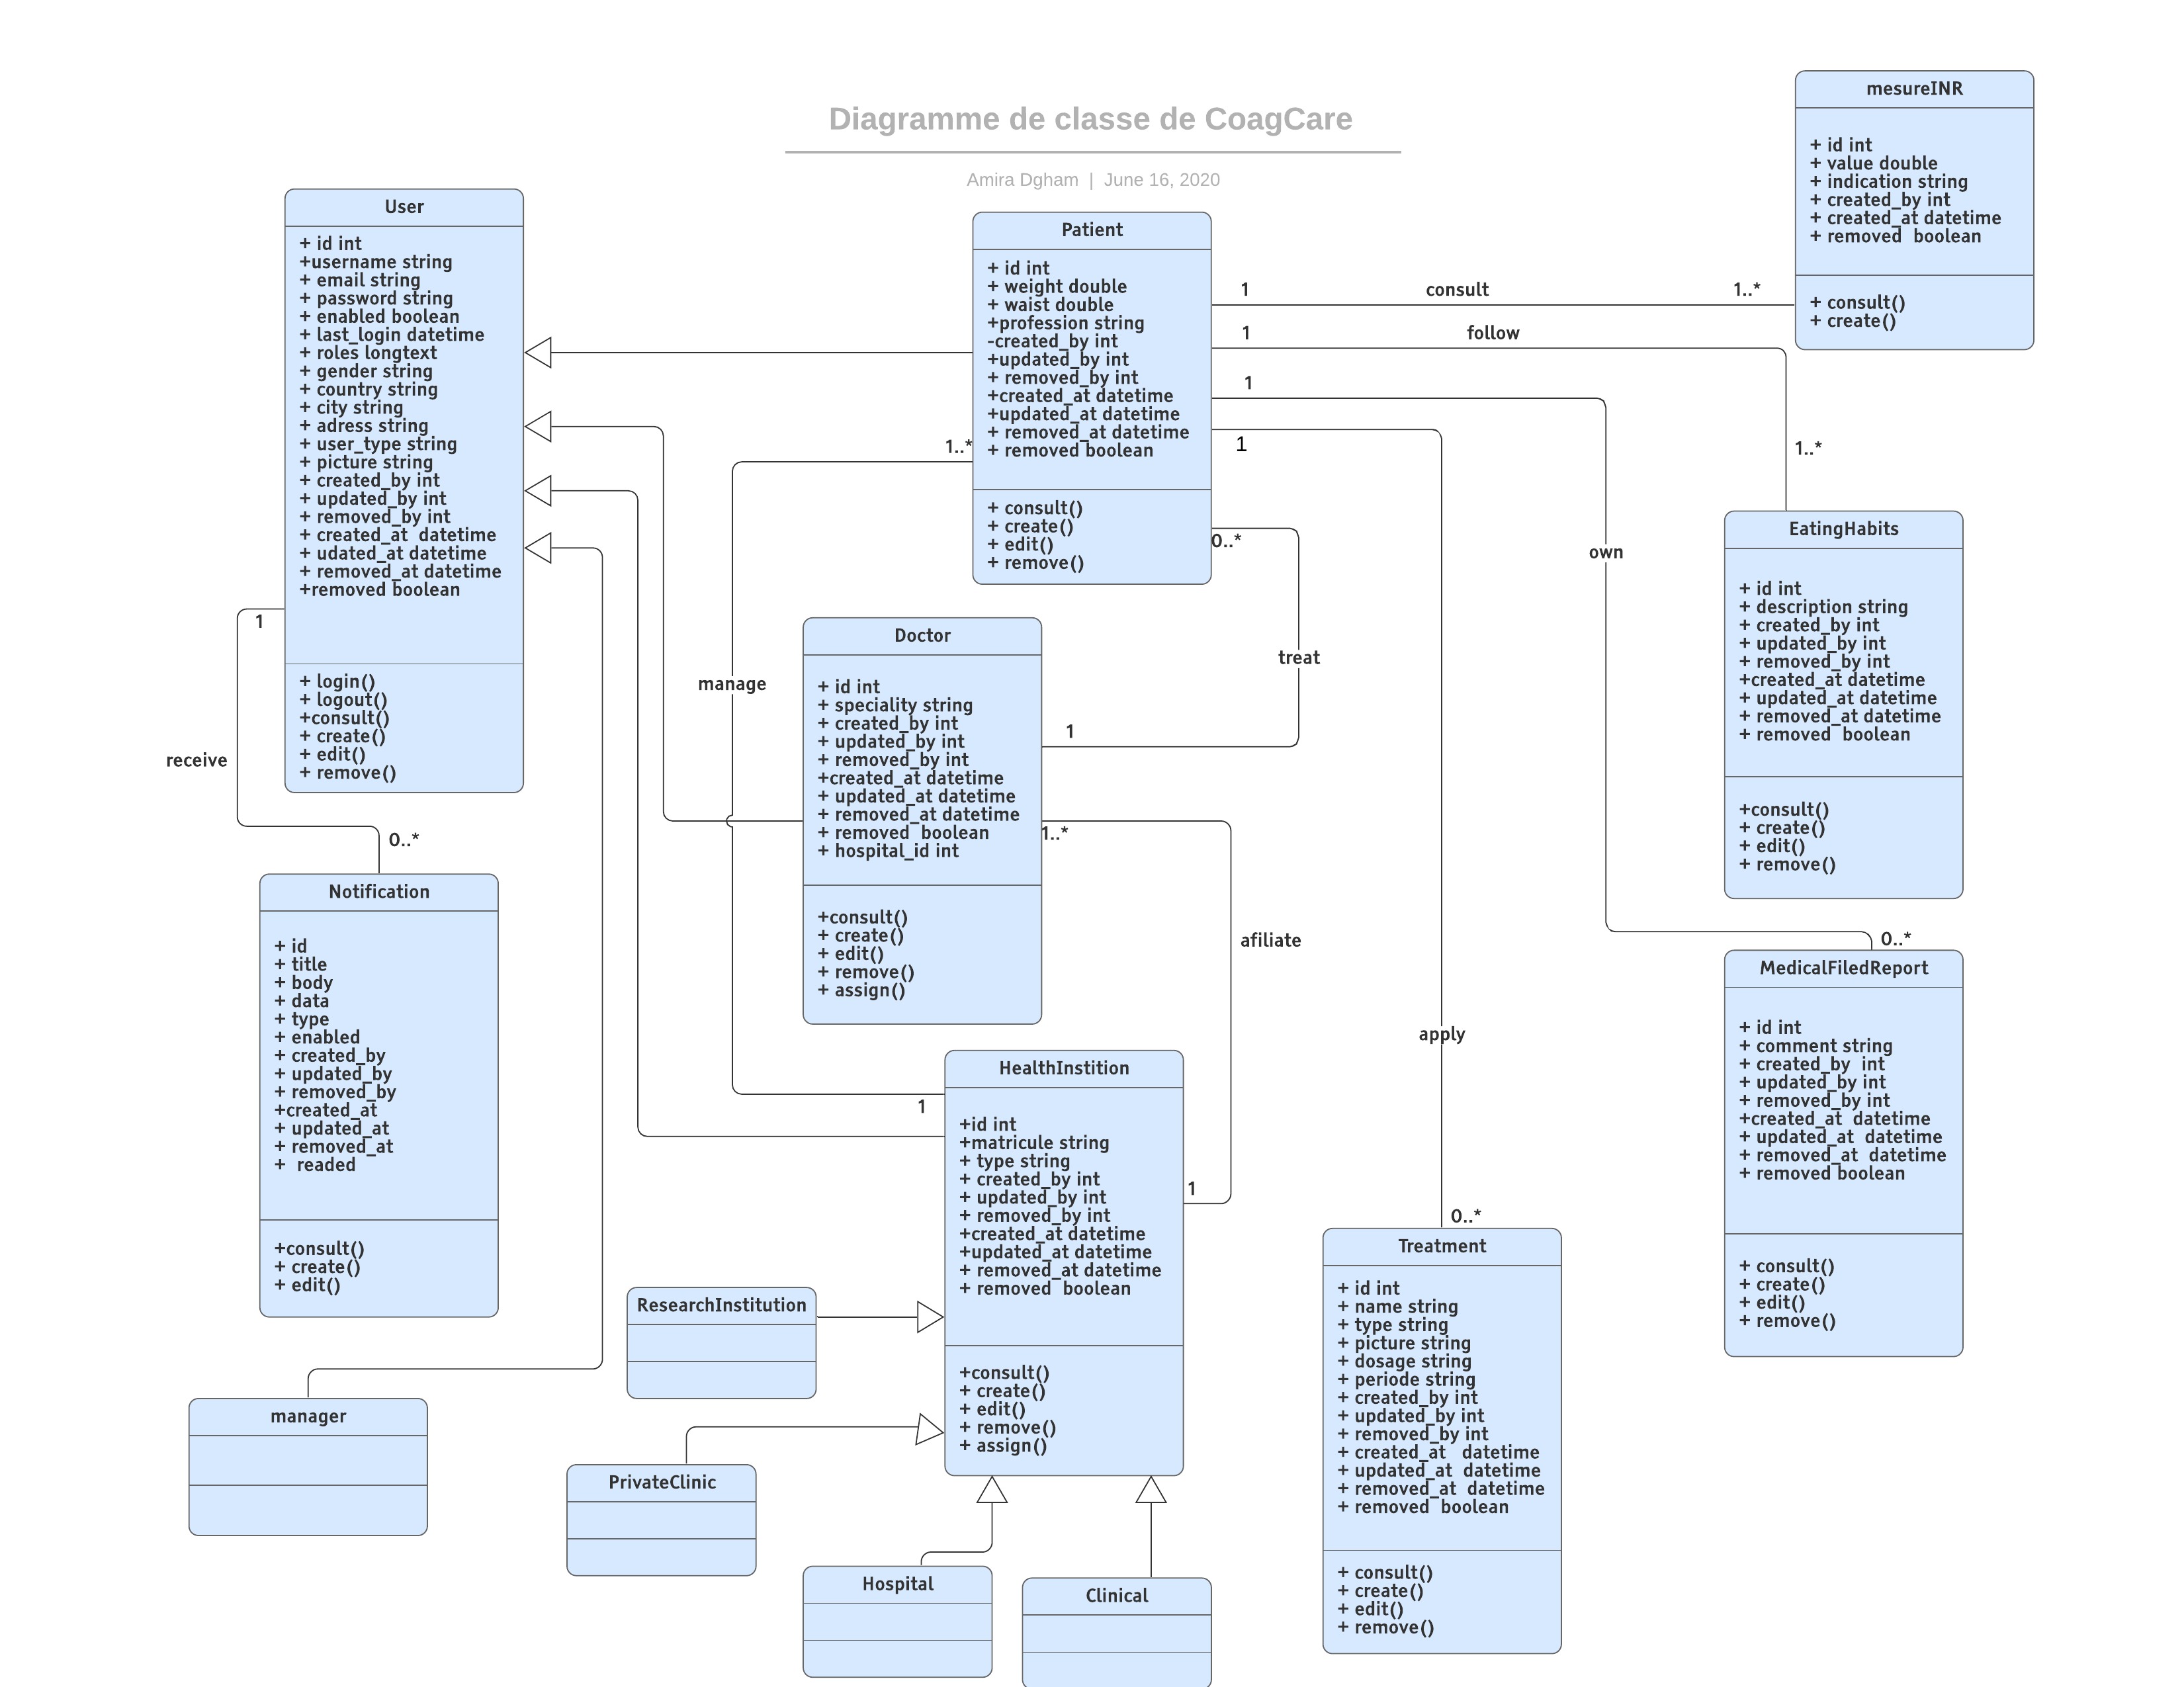 Diagramme de classe de CoagCare
Amira Dgham | June 16, 2020
User
+ id int
+username string
+ email string
+ password string
+ enabled boolean
+ last_login datetime
+ roles longtext
+ gender string
+ country string
+ city string
+ adress string
+ user_type string
+ picture string
+ created_by int
+ updated_by int
+ removed_by int
+ created_at datetime
+ udated_at datetime
+ removed_at datetime
+removed boolean
+ login()
+ logout()
+consult()
+ create()
+ edit()
+ remove()
1
receive
0..*
Notification
+ id
+ title
+ body
+ data
+ type
+ enabled
+ created_by
+ updated_by
+ removed_by
+created_at
+ updated_at
+ removed_at
+ readed
+consult()
+ create()
+ edit()
manager
Patient
+ id int
+ weight double
+ waist double
+profession string
-created_by int
+updated_by int
+ removed_by int
+created_at datetime
+updated_at datetime
+ removed_at datetime
+ removed boolean
+ consult()
+ create()
+ edit()
+ remove()
1..*
manage
1
0..*
treat
1
Doctor
+ id int
+ speciality string
+ created_by int
+ updated_by int
+ removed_by int
+created_at datetime
+ updated_at datetime
+ removed_at datetime
+ removed boolean
+ hospital_id int
+consult()
+ create()
+ edit()
+ remove()
+ assign()
1..*
afiliate
1
HealthInstition
+id int
+matricule string
+ type string
+ created_by int
+ updated_by int
+ removed_by int
+created_at datetime
+updated_at datetime
+ removed_at datetime
+ removed boolean
+consult()
+ create()
+ edit()
+ remove()
+ assign()
ResearchInstitution
PrivateClinic
Hospital
Clinical
1
consult
1..*
mesureINR
+ id int
+ value double
+ indication string
+ created_by int
+ created_at datetime
+ removed boolean
+ consult()
+ create()
1
follow
1..*
EatingHabits
+ id int
+ description string
+ created_by int
+ updated_by int
+ removed_by int
+created_at datetime
+ updated_at datetime
+ removed_at datetime
+ removed boolean
+consult()
+ create()
+ edit()
+ remove()
1
own
0..*
MedicalFiledReport
+ id int
+ comment string
+ created_by int
+ updated_by int
+ removed_by int
+created_at datetime
+ updated_at datetime
+ removed_at datetime
+ removed boolean
+ consult()
+ create()
+ edit()
+ remove()
1
apply
0..*
Treatment
+ id int
+ name string
+ type string
+ picture string
+ dosage string
+ periode string
+ created_by int
+ updated_by int
+ removed_by int
+ created_at datetime
+ updated_at datetime
+ removed_at datetime
+ removed boolean
+ consult()
+ create()
+ edit()
+ remove()